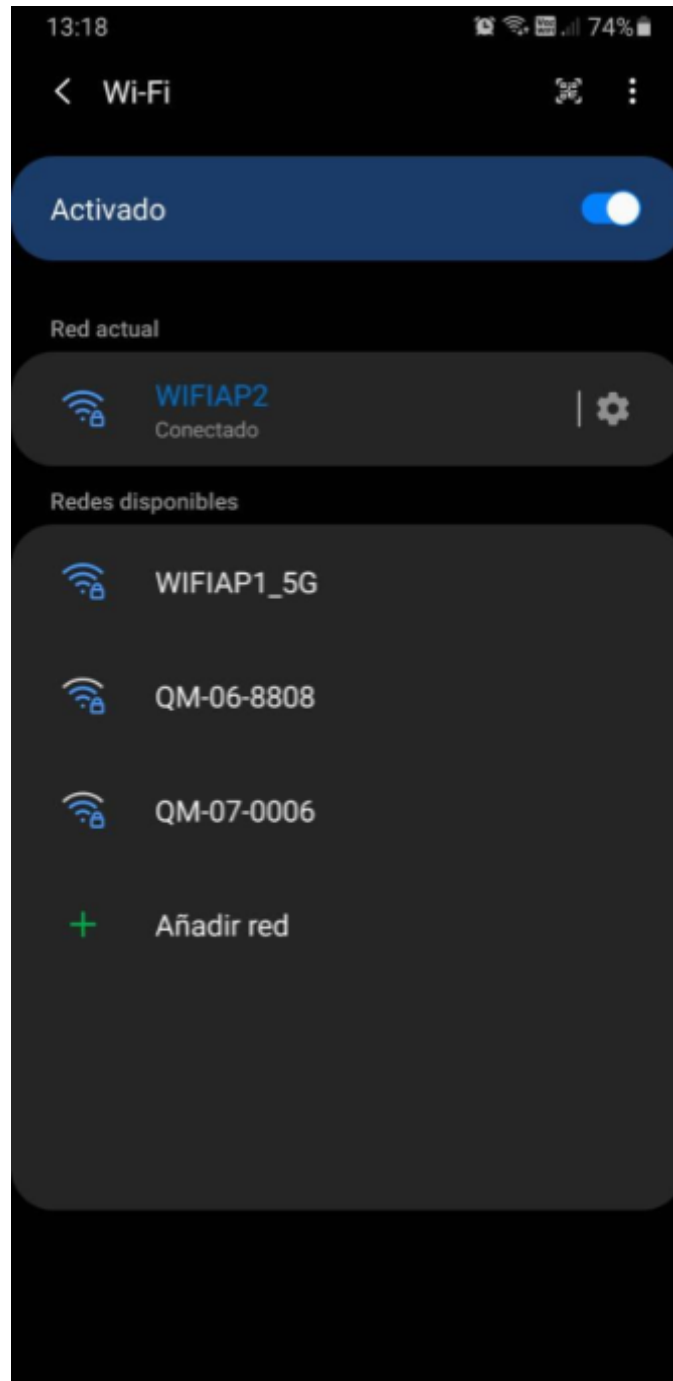 13:18 74%
Wi-Fi
Activado
Red actual
WIFIAP2
Conectado
Redes disponibles
WIFIAP1_5G
QM-06-8808
QM-07-0006
Añadir red